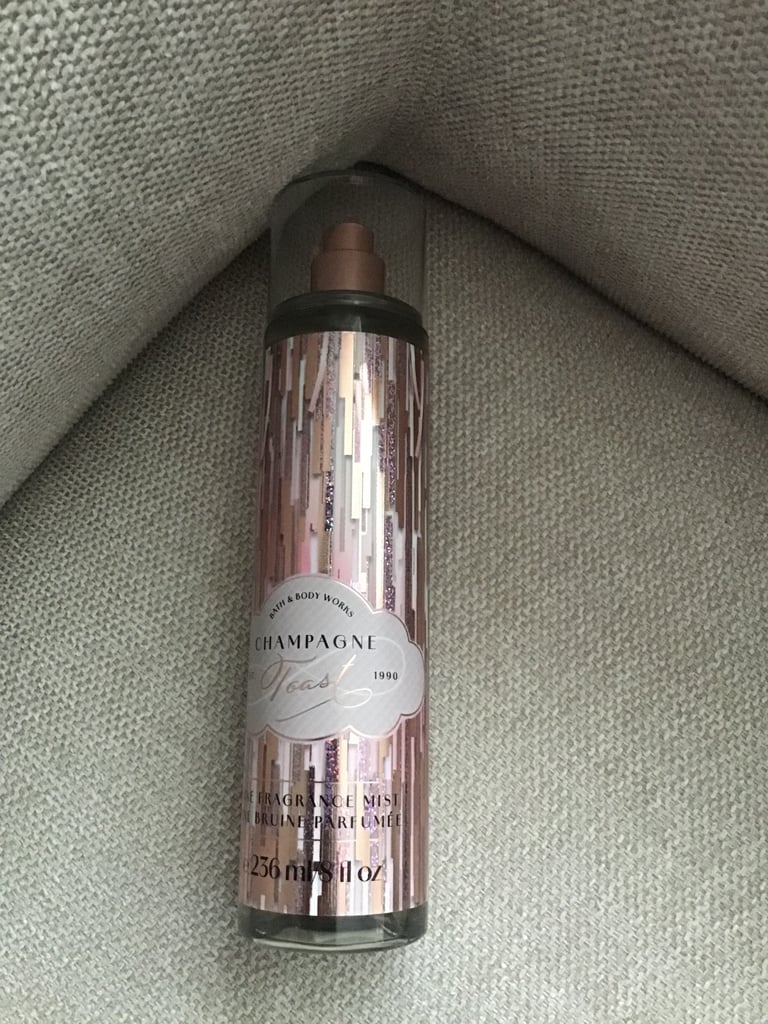 BATH & BODY WORKS
CHAMPAGNE
Toast
1990
FRAGRANCE MIST
BRUINE PARFUMÉE
236 ml/8 fl oz